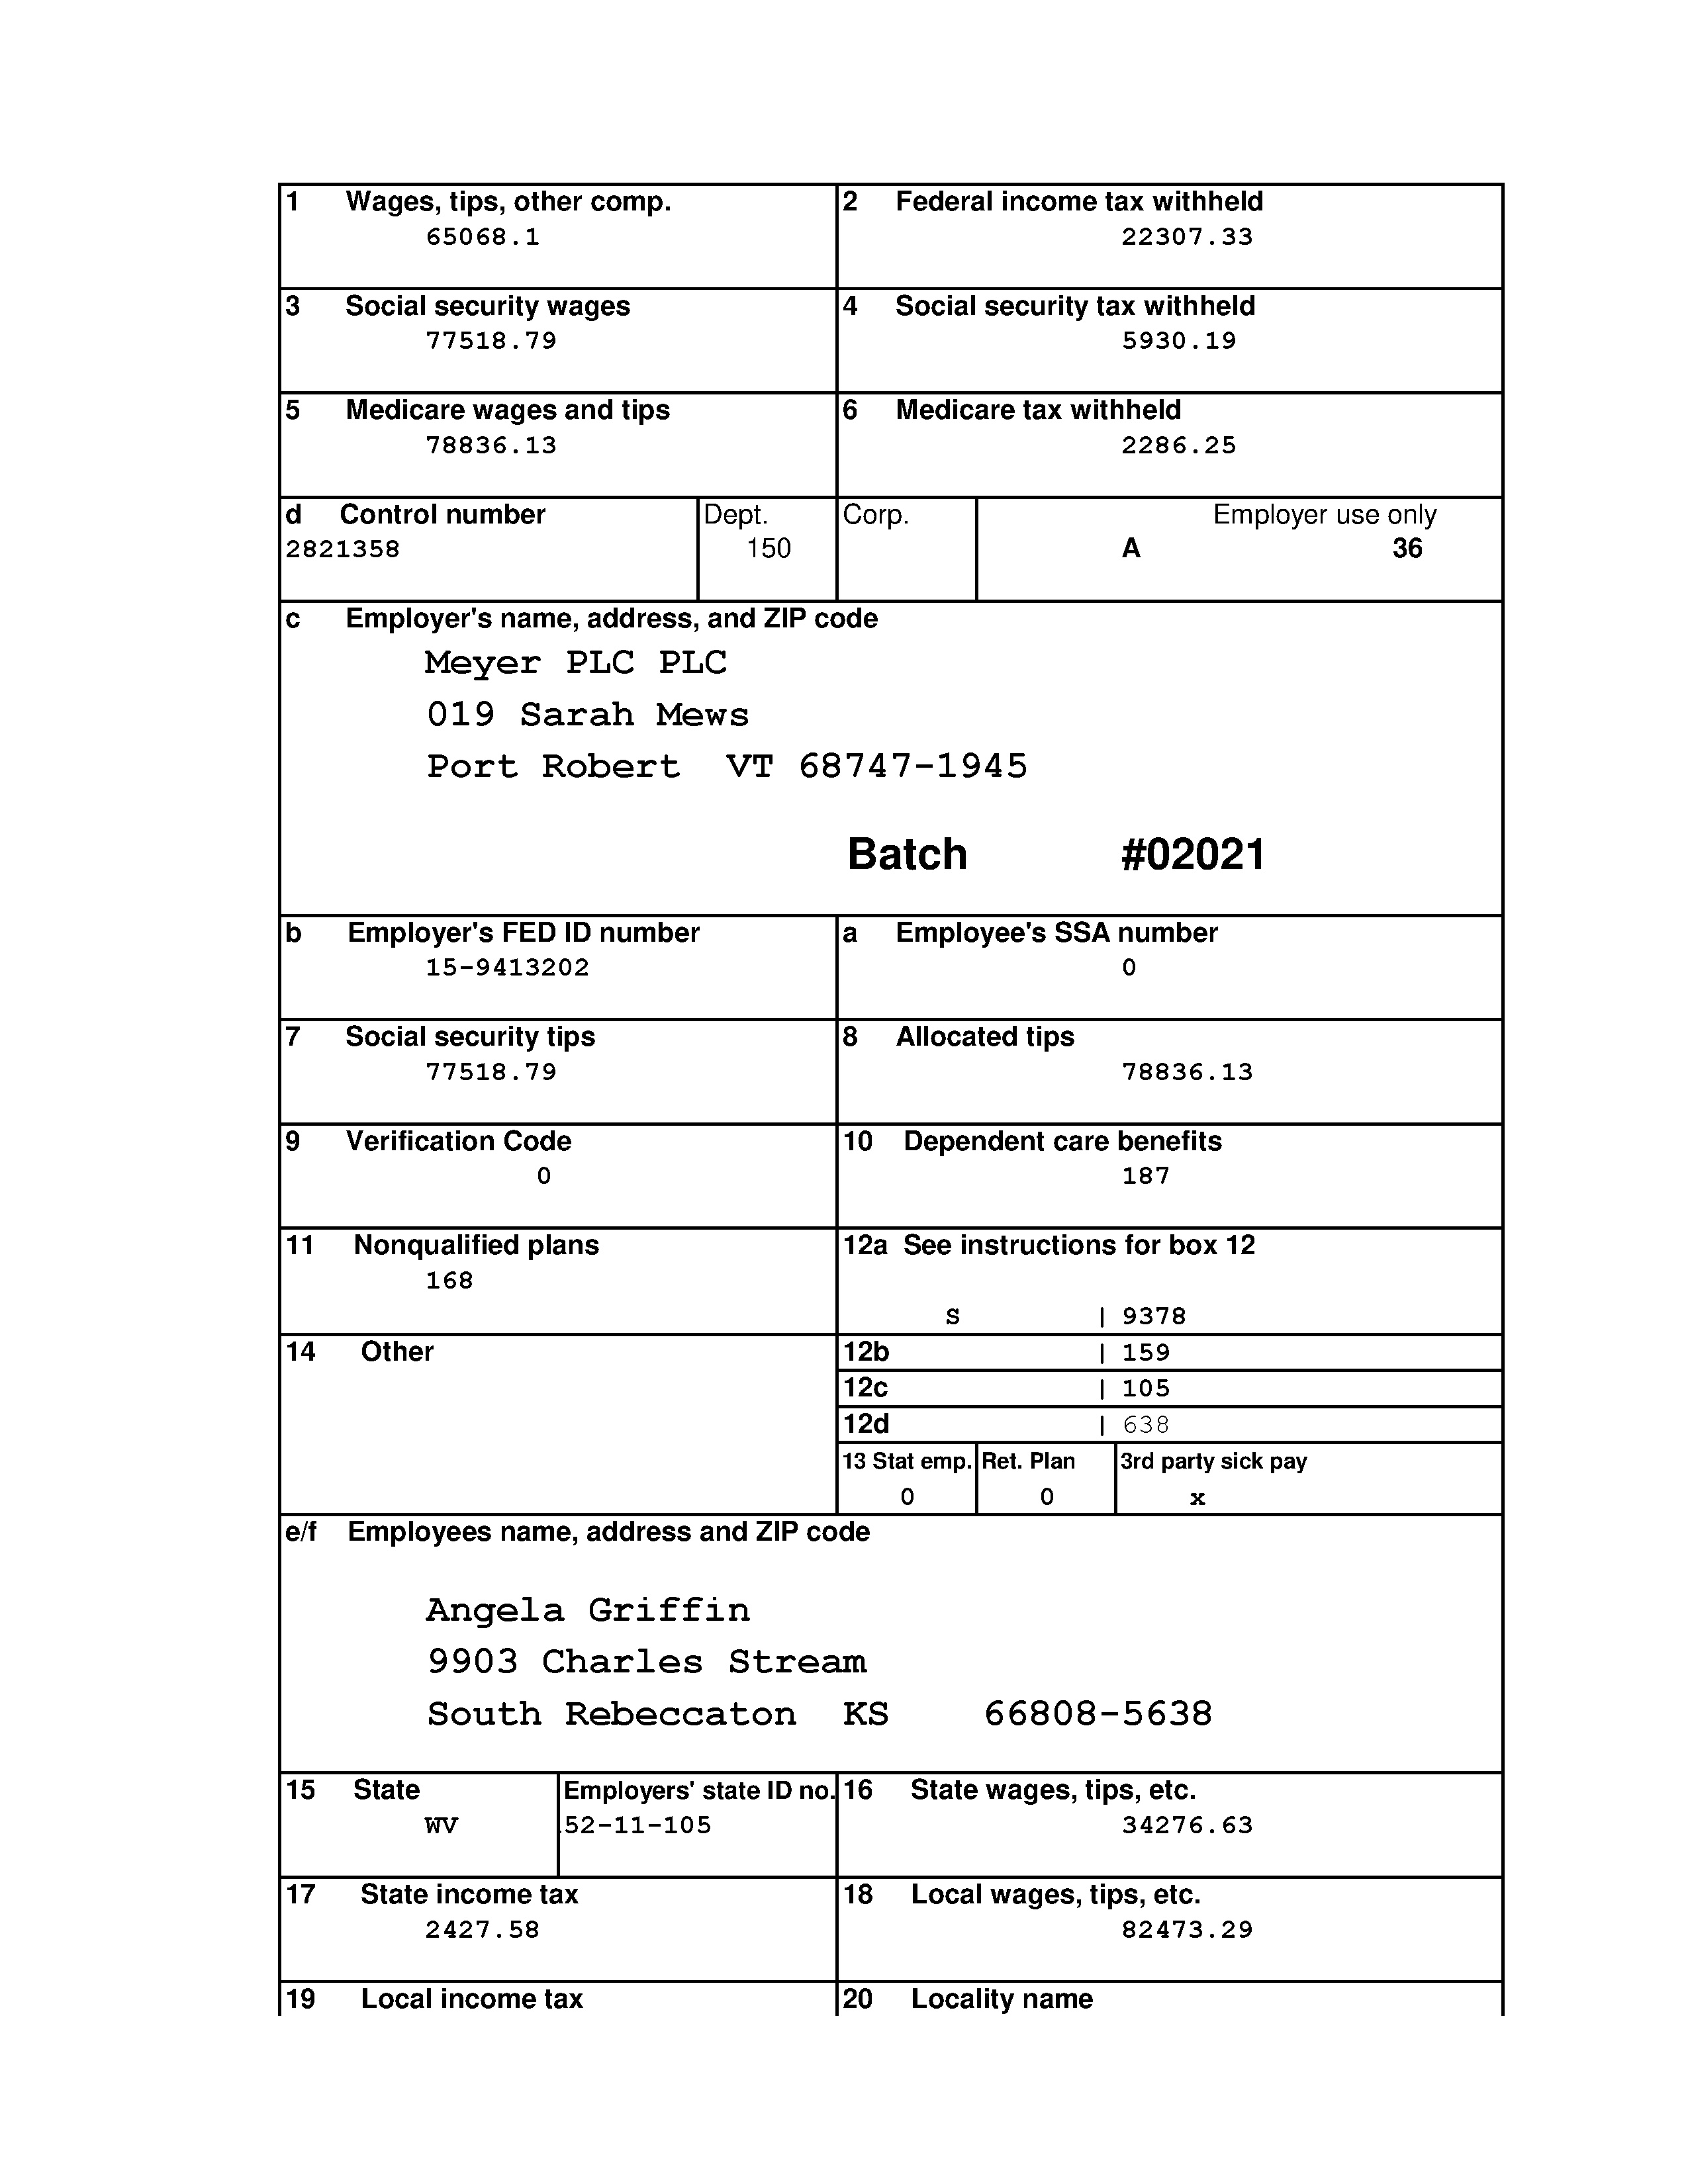 1 Wages, tips, other comp. 2 Federal income tax withheld
65068.1 22307.33
3 Social security wages 4 Social security tax withheld
77518.79 5930.19
5 Medicare wages and tips 6 Medicare tax withheld
78836.13 2286.25
d Control number Dept. Corp. Employer use only
2821358 150 A 36
c Employer's name, address, and ZIP code
Meyer PLC PLC
019 Sarah Mews
Port Robert VT 68747-1945
Batch #02021
b Employer's FED ID number a Employee's SSA number
15-9413202 0
7 Social security tips 8 Allocated tips
77518.79 78836.13
9 Verification Code 10 Dependent care benefits
0 187
11 Nonqualified plans 12a See instructions for box 12
168
S | 9378
14 Other 12b | 159
12c | 105
12d | 638
13 Stat emp. Ret. Plan 3rd party sick pay
0 0 x
e/f Employees name, address and ZIP code
Angela Griffin
9903 Charles Stream
South Rebeccaton KS 66808-5638
15 State Employers' state ID no. 16 State wages, tips, etc.
WV 52-11-105 34276.63
17 State income tax 18 Local wages, tips, etc.
2427.58 82473.29
19 Local income tax 20 Locality name